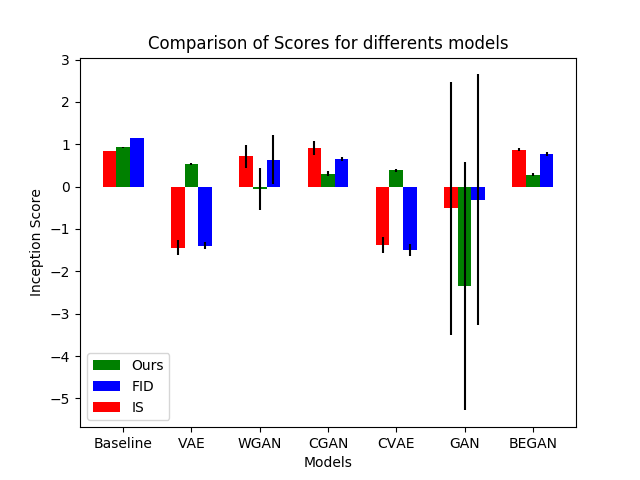 Comparison of Scores for differents models
Inception Score
3
2
1
0
−1
−2
−3
−4
−5
Ours
FID
IS
Baseline VAE WGAN CGAN CVAE GAN BEGAN
Models